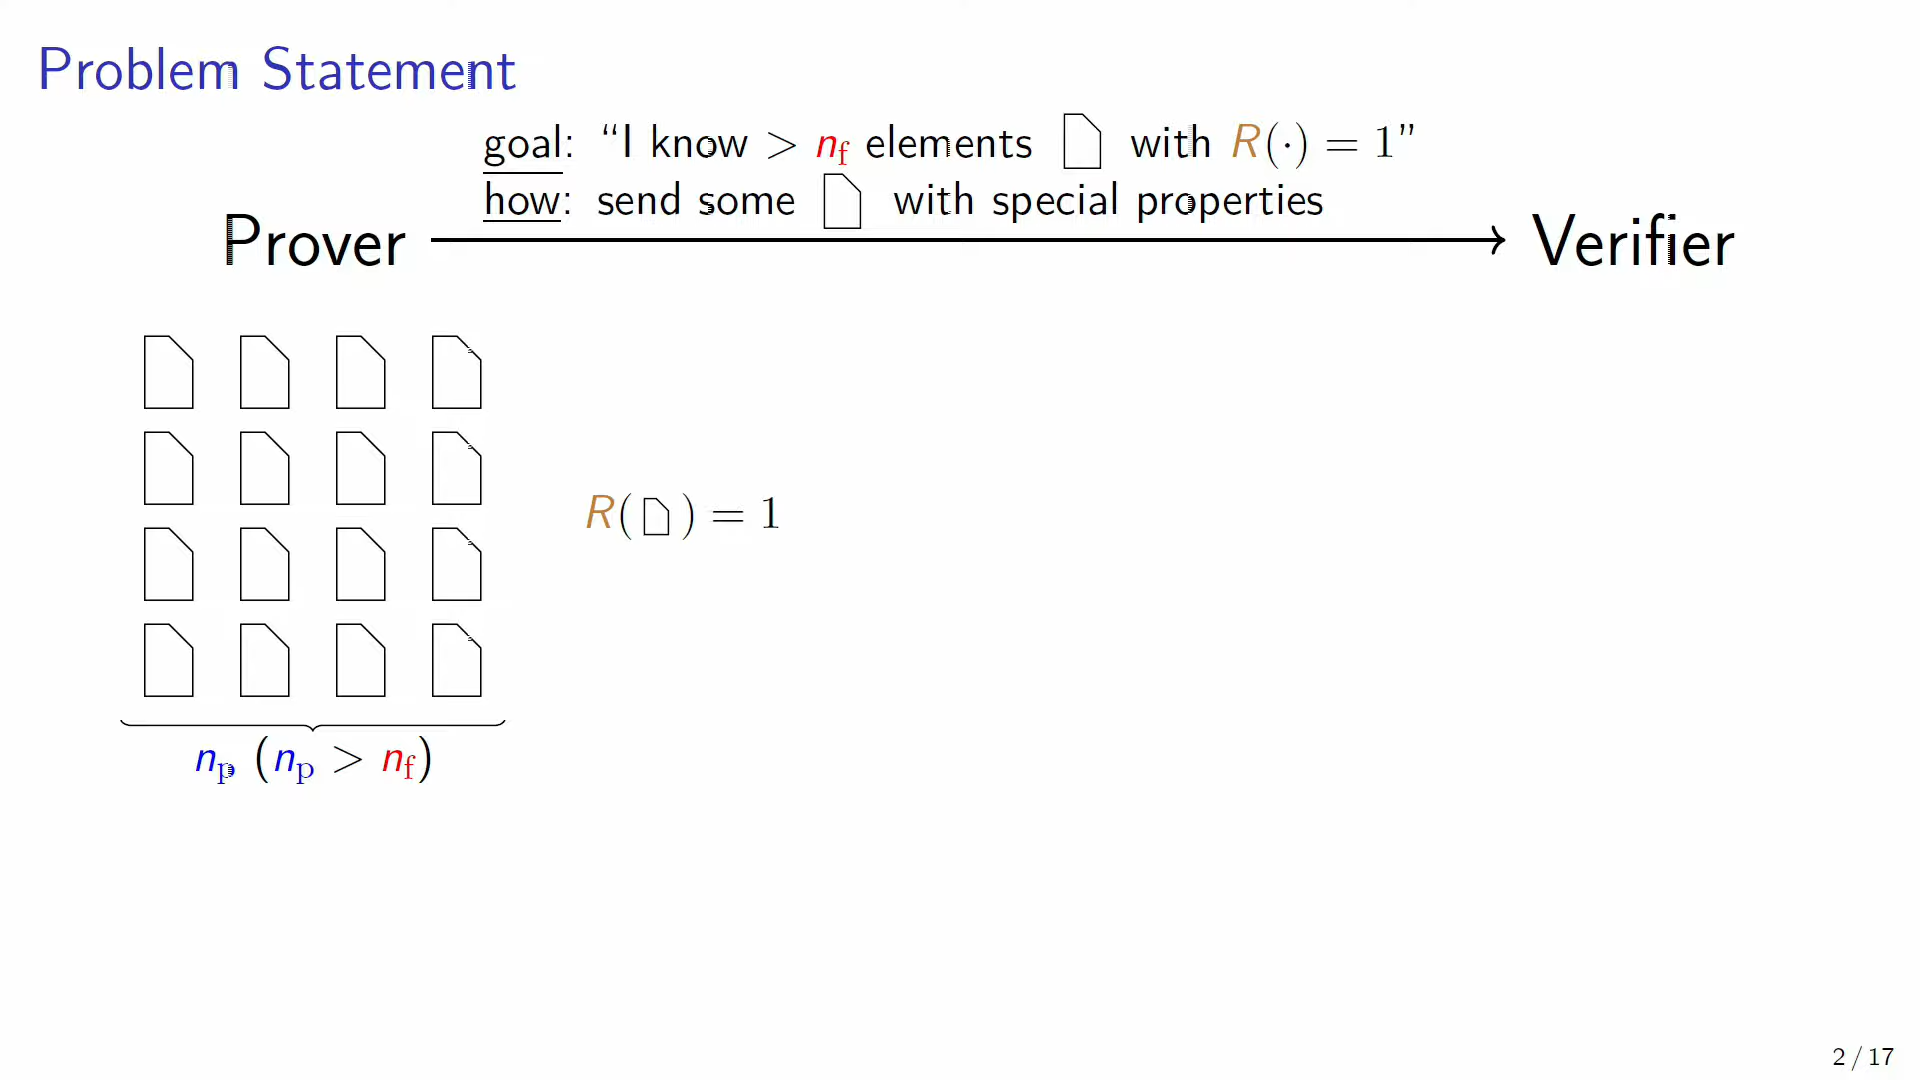 Problem Statement
goal: “I know > n_f elements with R(·) = 1”
how: send some with special properties
Prover
Verifier
R( ) = 1
n_p (n_p > n_f)
2 / 17